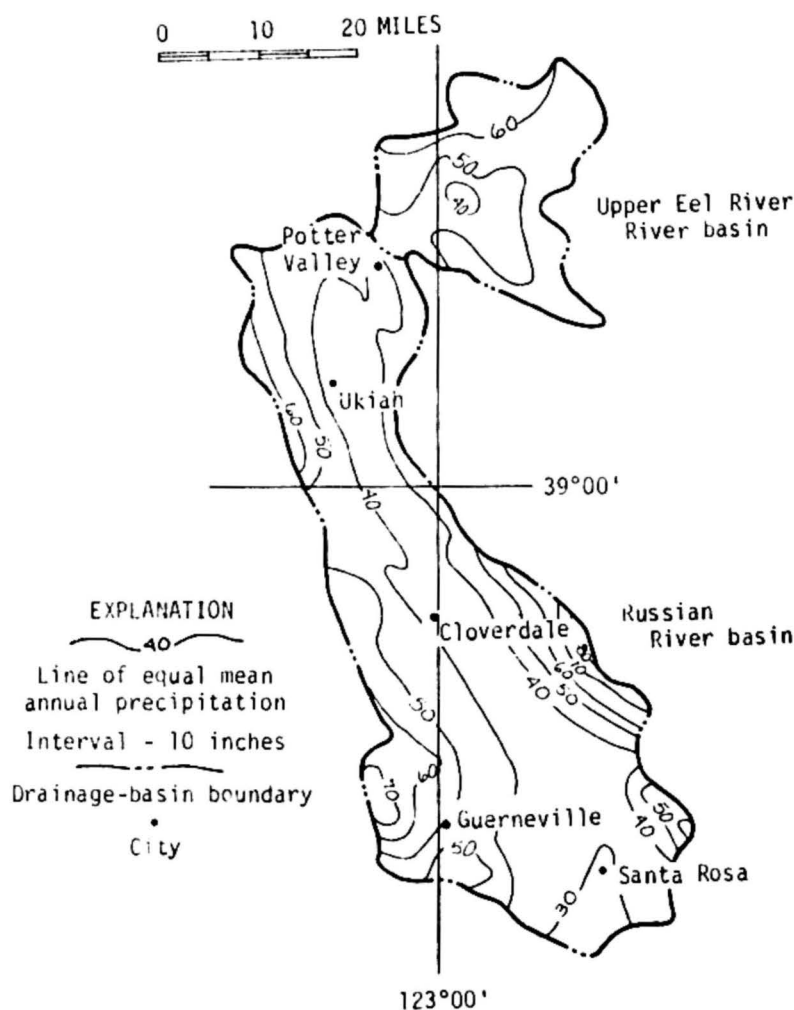 0 10 20 MILES
60
50
40
Upper Eel River
River basin
Potter
Valley
Ukiah
60
50
40
39°00'
EXPLANATION
40
Line of equal mean
annual precipitation
Interval - 10 inches
Drainage-basin boundary
City
Cloverdale
Russian
River basin
80
70
60
50
40
50
70
60
Guerneville
50
50
40
Santa Rosa
30
123°00'